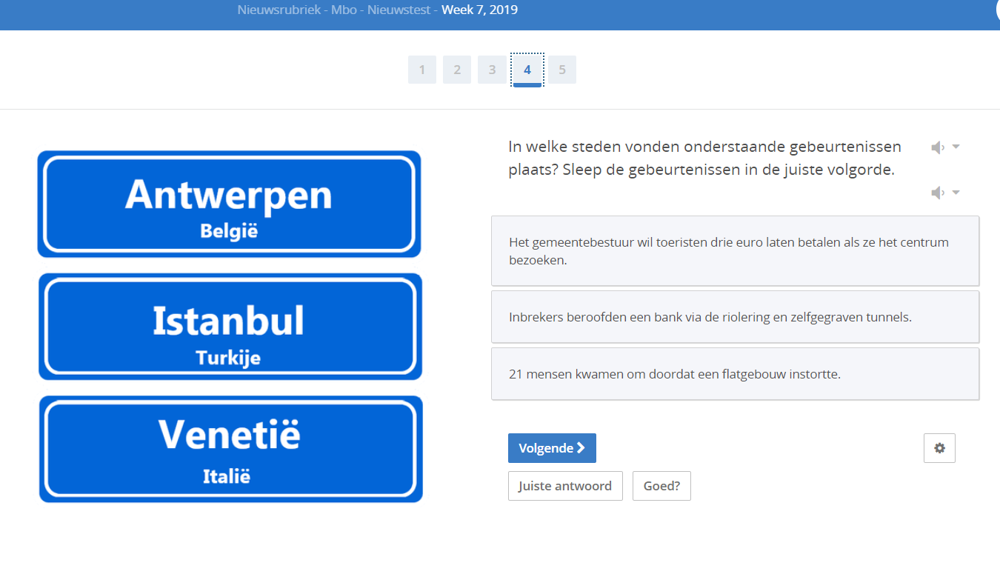 Nieuwsrubriek - Mbo - Nieuwstest - Week 7, 2019
1 2 3 4 5
Antwerpen
België
Istanbul
Turkije
Venetië
Italië
In welke steden vonden onderstaande gebeurtenissen
plaats? Sleep de gebeurtenissen in de juiste volgorde.
Het gemeentebestuur wil toeristen drie euro laten betalen als ze het centrum
bezoeken.
Inbrekers beroofden een bank via de riolering en zelfgegraven tunnels.
21 mensen kwamen om doordat een flatgebouw instortte.
Volgende
Juiste antwoord Goed?